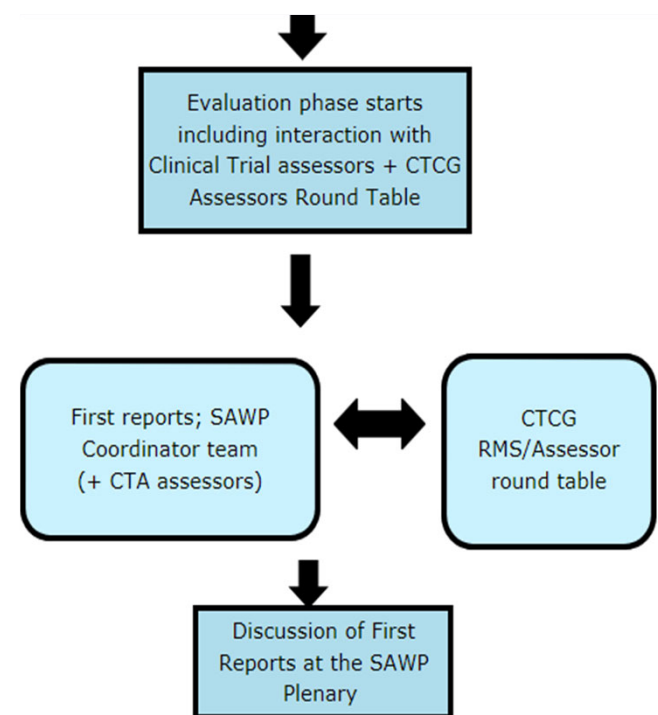 Evaluation phase starts
including interaction with
Clinical Trial assessors + CTCG
Assessors Round Table
First reports; SAWP
Coordinator team
(+ CTA assessors)
CTCG
RMS/Assessor
round table
Discussion of First
Reports at the SAWP
Plenary